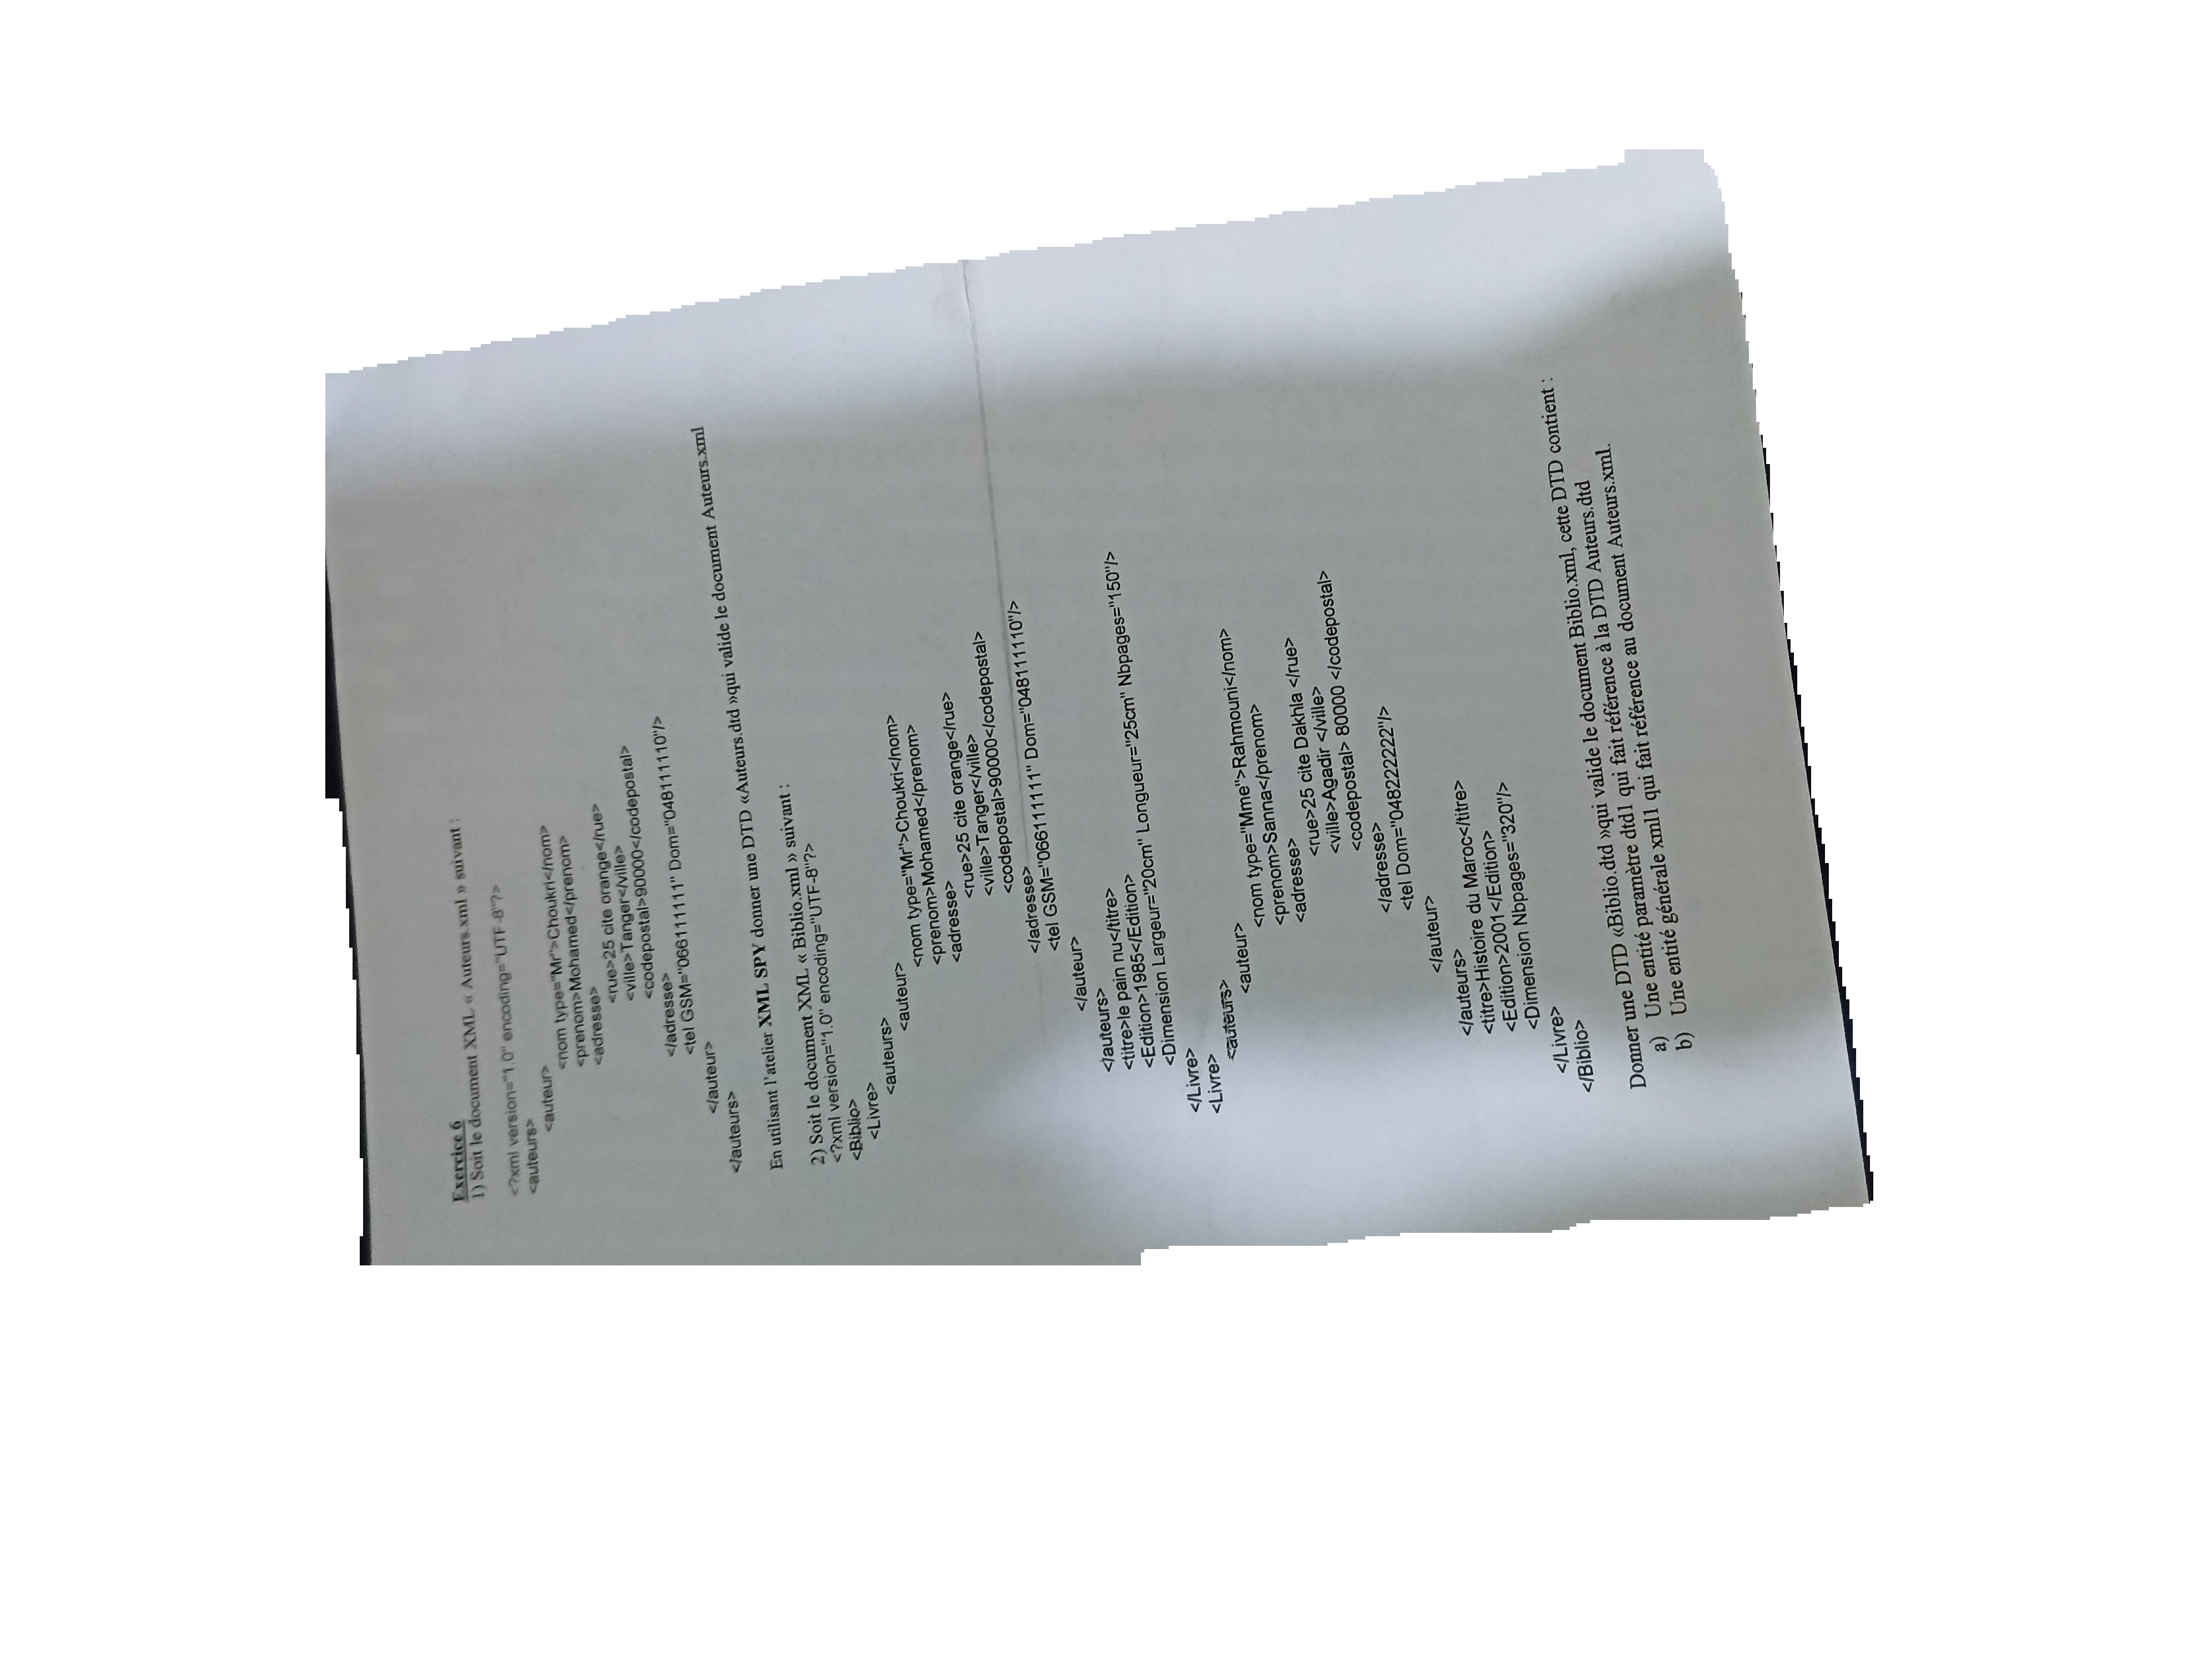 Exercice 6
1) Soit le document XML « Auteurs.xml » suivant :
<?xml version="1.0" encoding="UTF-8"?>
<auteurs>
<auteur>
<nom type="Mr">Choukri</nom>
<prenom>Mohamed</prenom>
<adresse>
<rue>25 cite orange</rue>
<ville>Tanger</ville>
<codepostal>90000</codepostal>
</adresse>
<tel GSM="066111111" Dom="048111110"/>
</auteur>
</auteurs>
En utilisant l'atelier XML SPY donner une DTD «Auteurs.dtd »qui valide le document Auteurs.xml
2) Soit le document XML « Biblio.xml » suivant :
<?xml version="1.0" encoding="UTF-8"?>
<Biblio>
<Livre>
<auteurs>
<auteur>
<nom type="Mr">Choukri</nom>
<prenom>Mohamed</prenom>
<adresse>
<rue>25 cite orange</rue>
<ville>Tanger</ville>
<codepostal>90000</codepostal>
</adresse>
<tel GSM="066111111" Dom="048111110"/>
</auteur>
</auteurs>
<titre>le pain nu</titre>
<Edition>1985</Edition>
<Dimension Largeur="20cm" Longueur="25cm" Nbpages="150"/>
</Livre>
<Livre>
<auteurs>
<auteur>
<nom type="Mme">Rahmouni</nom>
<prenom>Sanna</prenom>
<adresse>
<rue>25 cite Dakhla </rue>
<ville>Agadir </ville>
<codepostal> 80000 </codepostal>
</adresse>
<tel Dom="048222222"/>
</auteur>
</auteurs>
<titre>Histoire du Maroc</titre>
<Edition>2001</Edition>
<Dimension Nbpages="320"/>
</Livre>
</Biblio>
Donner une DTD «Biblio.dtd »qui valide le document Biblio.xml, cette DTD contient :
a) Une entité paramètre dtd1 qui fait référence à la DTD Auteurs.dtd
b) Une entité générale xml1 qui fait référence au document Auteurs.xml.